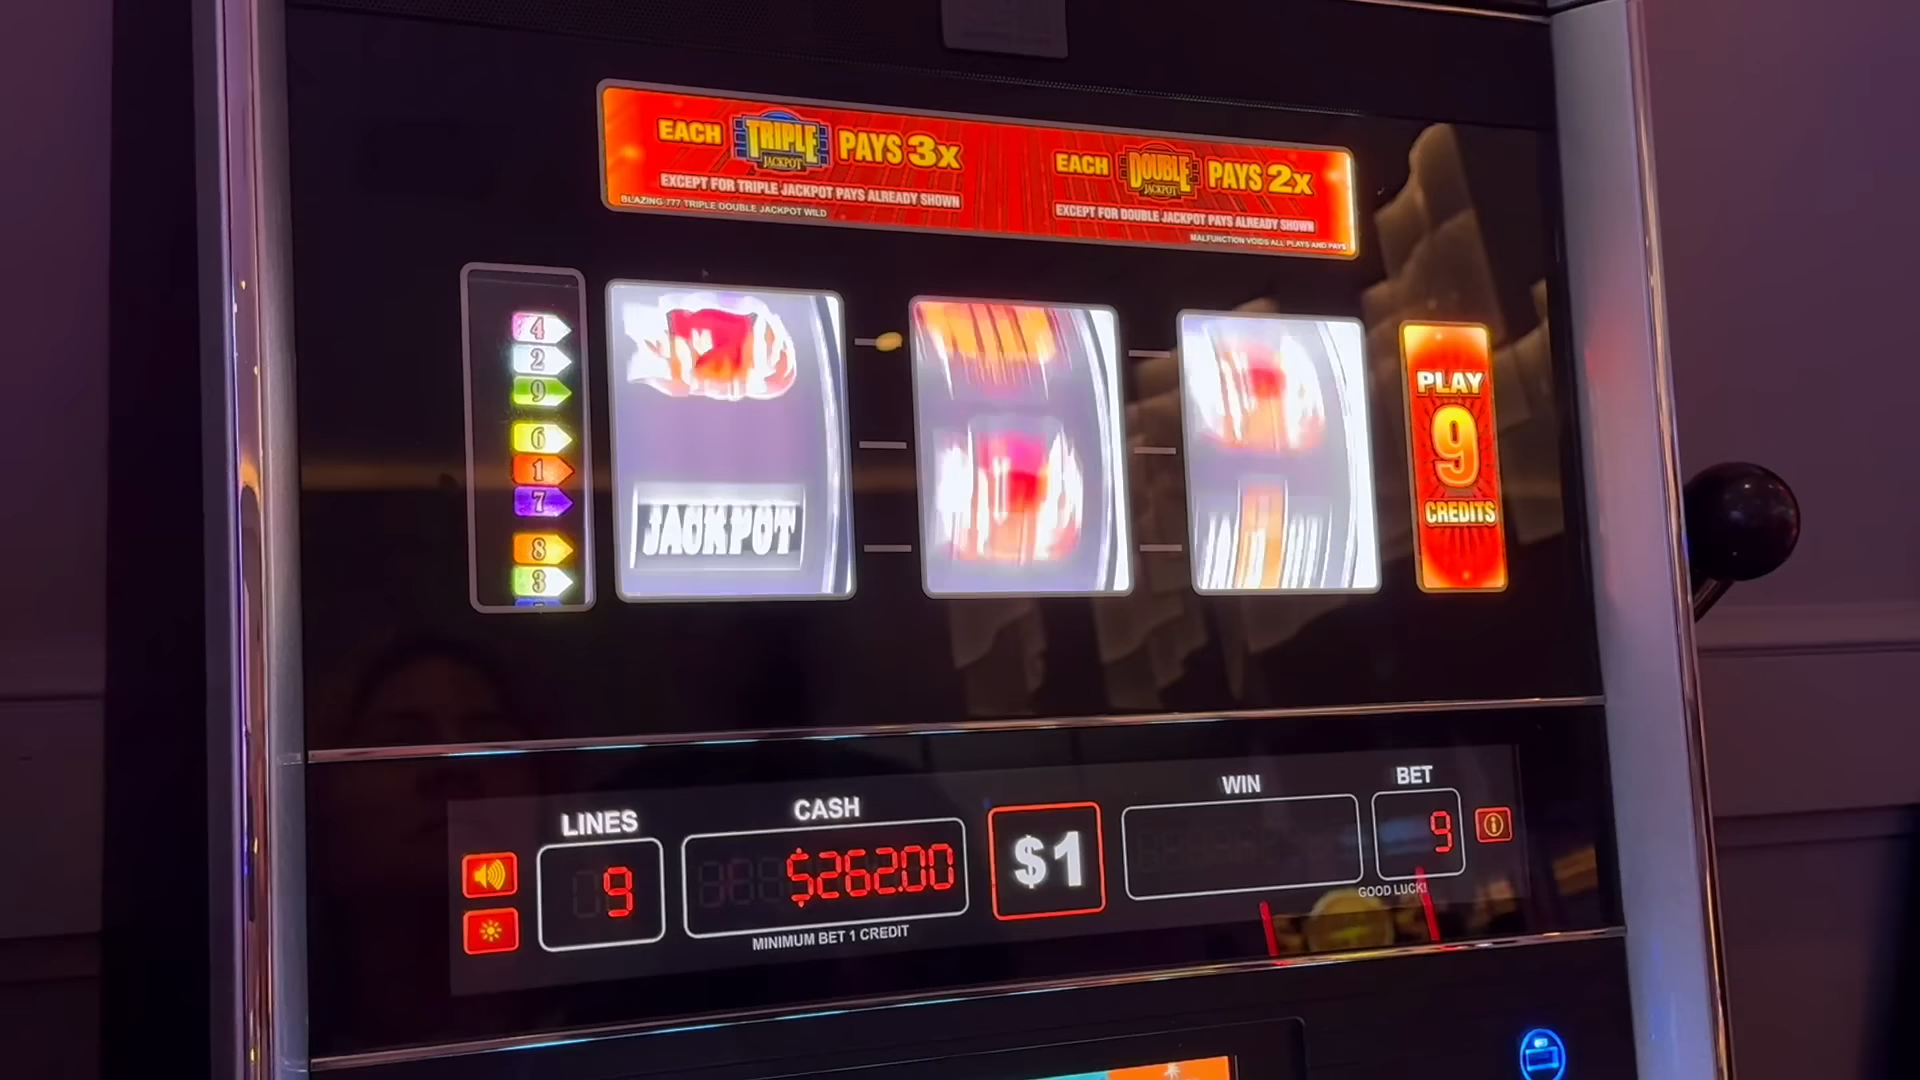 EACH TRIPLE JACKPOT PAYS 3x
EXCEPT FOR TRIPLE JACKPOT PAYS ALREADY SHOWN
BLAZING 777 TRIPLE DOUBLE JACKPOT WILD
EACH DOUBLE JACKPOT PAYS 2x
EXCEPT FOR DOUBLE JACKPOT PAYS ALREADY SHOWN
MALFUNCTION VOIDS ALL PLAYS AND PAYS
4
2
9
6
1
7
8
3
JACKPOT
PLAY
9
CREDITS
LINES
9
CASH
$262.00
MINIMUM BET 1 CREDIT
$1
WIN
BET
9
GOOD LUCK!